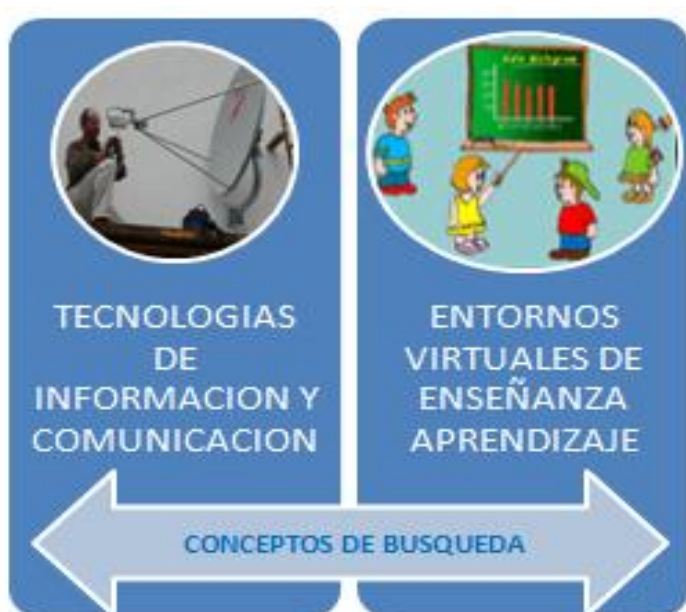 TECNOLOGIAS
DE
INFORMACION Y
COMUNICACION
ENTORNOS
VIRTUALES DE
ENSEÑANZA
APRENDIZAJE
CONCEPTOS DE BUSQUEDA